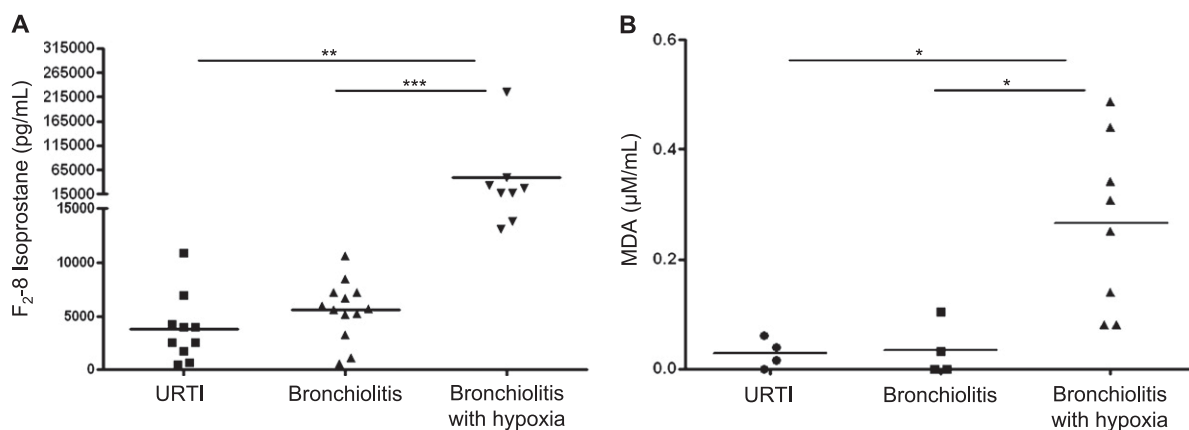 A
F₂-8 Isoprostane (pg/mL)
315000
265000
215000
165000
115000
65000
15000
15000
10000
5000
0
**
***
URTI
Bronchiolitis
Bronchiolitis
with hypoxia
B
MDA (µM/mL)
0.6
0.4
0.2
0.0
*
*
URTI
Bronchiolitis
Bronchiolitis
with hypoxia